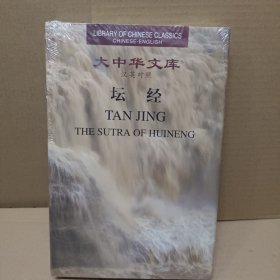 LIBRARY OF CHINESE CLASSICS
CHINESE-ENGLISH
大中华文库
汉英对照
坛 经
TAN JING
THE SUTRA OF HUINENG